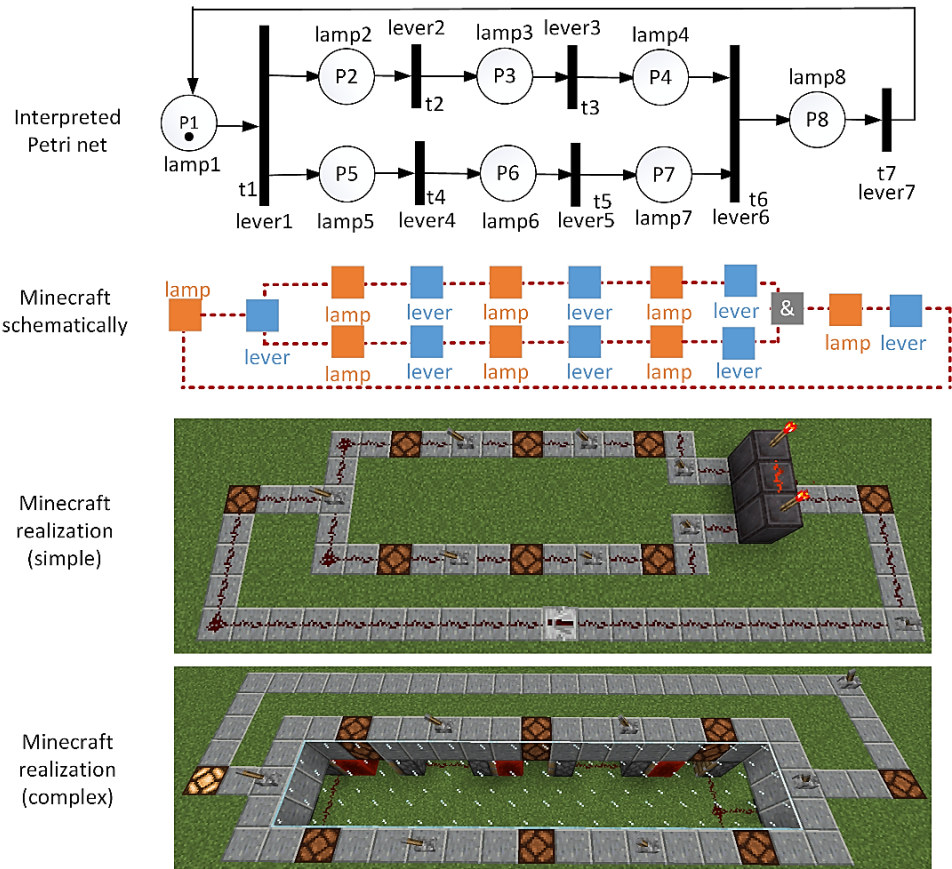 lamp2 lever2 lamp3 lever3 lamp4
lamp8
P2 P3 P4
Interpreted
Petri net
P1
t2 t3
P8
lamp1
P5 P6 P7
t1 t4 t5 t6 t7
lever1 lamp5 lever4 lamp6 lever5 lamp7 lever6 lever7
Minecraft
schematically
lamp
lamp lever lamp lever lamp lever
&
lever
lamp lever
lamp lever lamp lever lamp lever
Minecraft
realization
(simple)
Minecraft
realization
(complex)